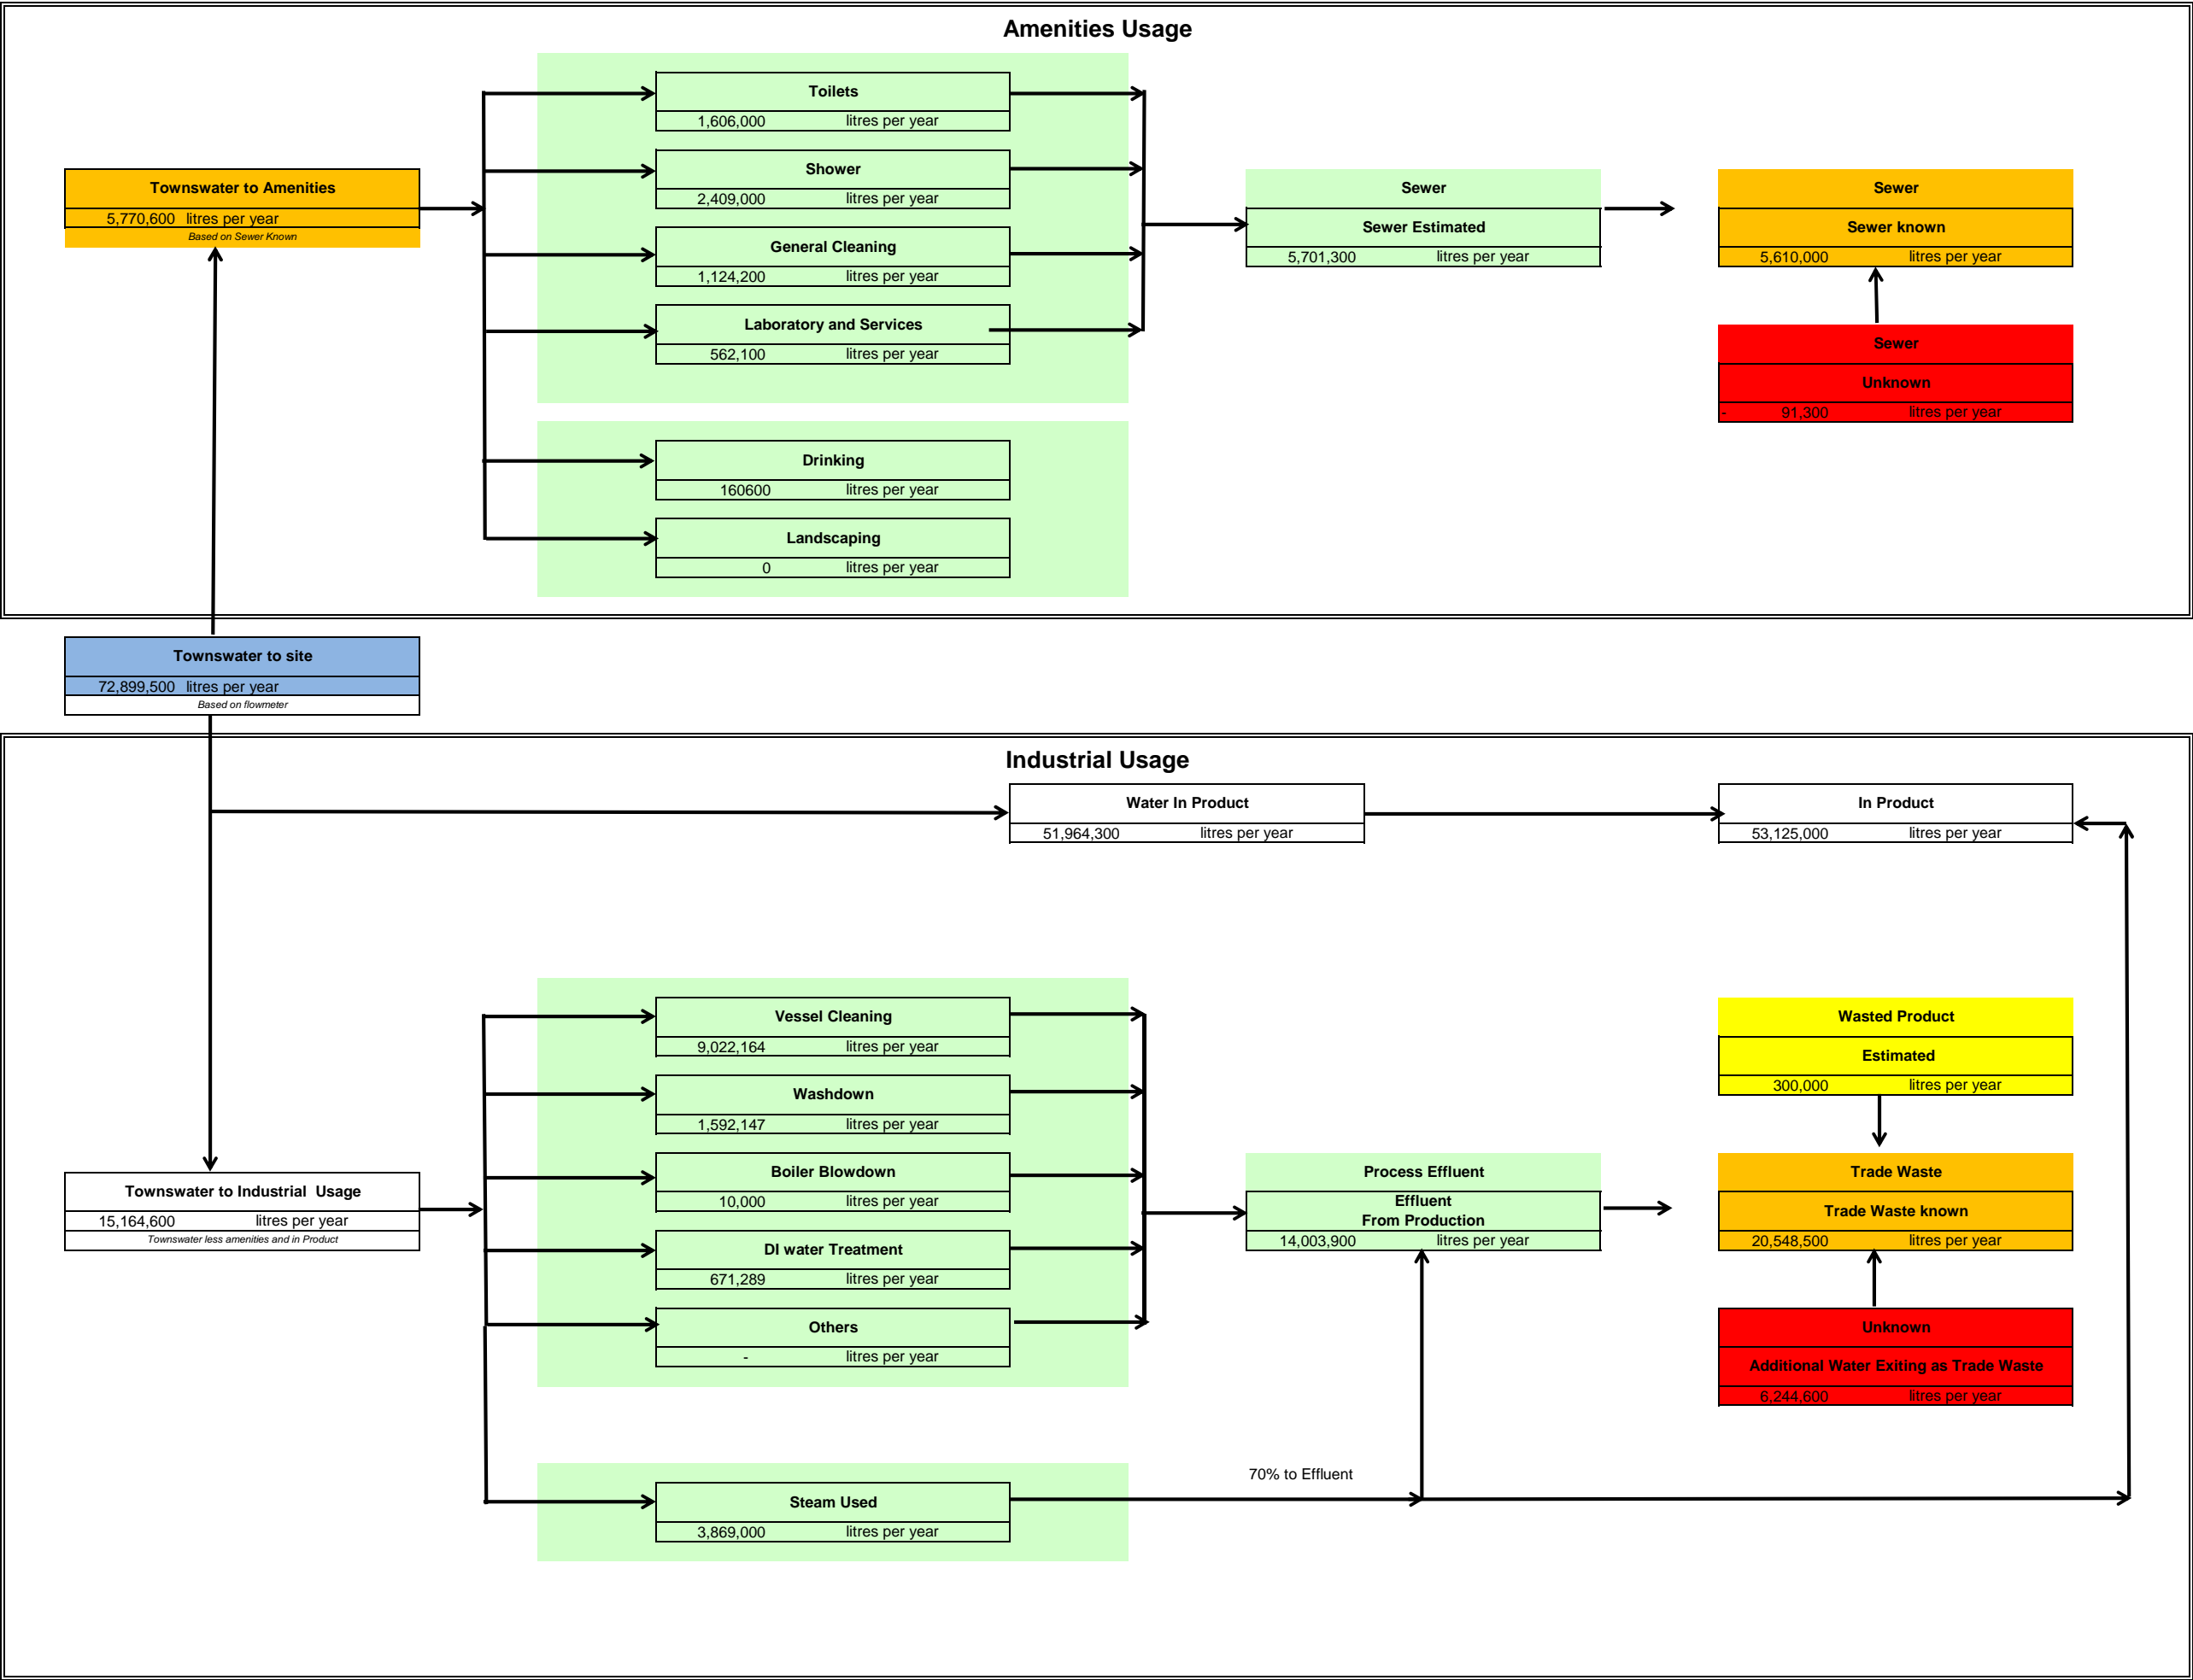 Amenities Usage
Toilets
1,606,000 litres per year
Shower
2,409,000 litres per year
Townswater to Amenities
5,770,600 litres per year
Based on Sewer Known
General Cleaning
1,124,200 litres per year
Laboratory and Services
562,100 litres per year
Sewer
Sewer Estimated
5,701,300 litres per year
Sewer
Sewer known
5,610,000 litres per year
Sewer
Unknown
- 91,300 litres per year
Drinking
160600 litres per year
Landscaping
0 litres per year
Townswater to site
72,899,500 litres per year
Based on flowmeter
Industrial Usage
Water In Product
51,964,300 litres per year
In Product
53,125,000 litres per year
Vessel Cleaning
9,022,164 litres per year
Washdown
1,592,147 litres per year
Boiler Blowdown
10,000 litres per year
Townswater to Industrial Usage
15,164,600 litres per year
Townswater less amenities and in Product
DI water Treatment
671,289 litres per year
Others
- litres per year
Process Effluent
Effluent
From Production
14,003,900 litres per year
Wasted Product
Estimated
300,000 litres per year
Trade Waste
Trade Waste known
20,548,500 litres per year
Unknown
Additional Water Exiting as Trade Waste
6,244,600 litres per year
70% to Effluent
Steam Used
3,869,000 litres per year